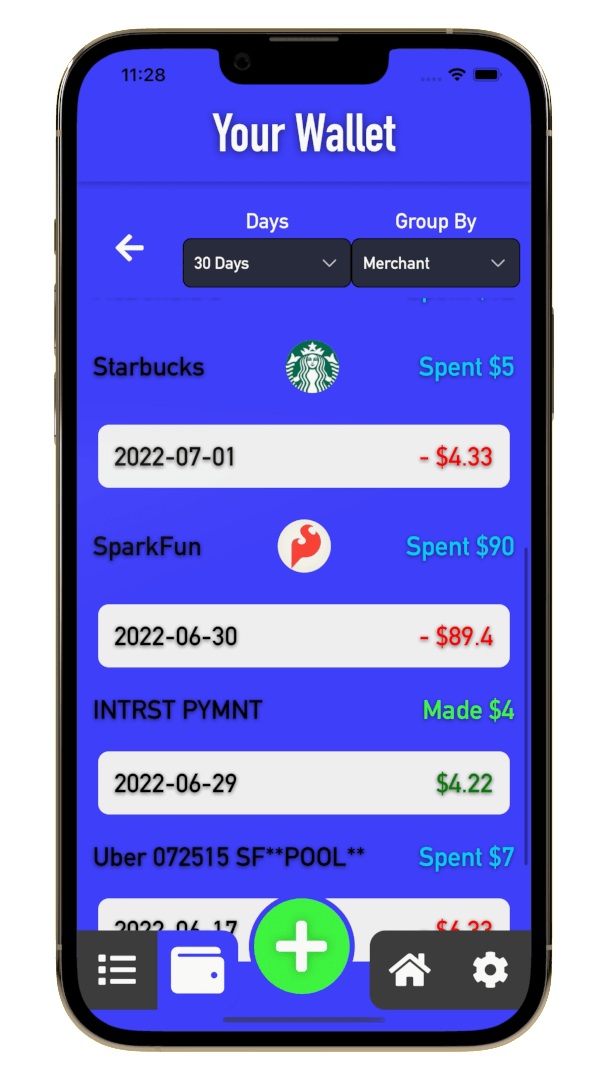 11:28
Your Wallet
Days Group By
30 Days Merchant
Starbucks Spent $5
2022-07-01 - $4.33
SparkFun Spent $90
2022-06-30 - $89.4
INTRST PYMNT Made $4
2022-06-29 $4.22
Uber 072515 SF**POOL** Spent $7
2022-06-17 - $6.33